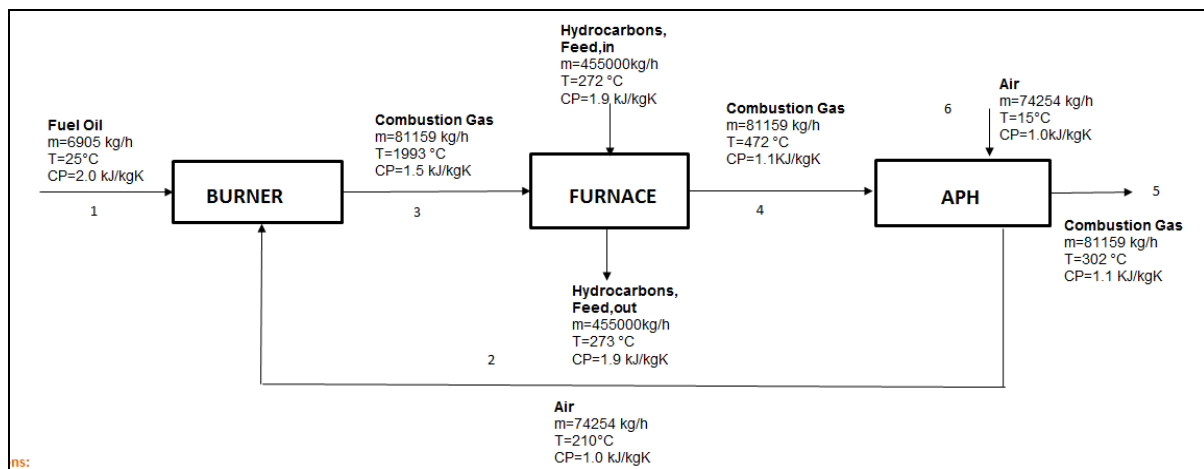 Fuel Oil
m=6905 kg/h
T=25°C
CP=2.0 kJ/kgK
1
BURNER
Combustion Gas
m=81159 kg/h
T=1993 °C
CP=1.5 kJ/kgK
3
Hydrocarbons,
Feed,in
m=455000kg/h
T=272 °C
CP=1.9 kJ/kgK
FURNACE
Hydrocarbons,
Feed,out
m=455000kg/h
T=273 °C
CP=1.9 kJ/kgK
Combustion Gas
m=81159 kg/h
T=472 °C
CP=1.1KJ/kgK
4
6
Air
m=74254 kg/h
T=15°C
CP=1.0kJ/kgK
APH
5
Combustion Gas
m=81159 kg/h
T=302 °C
CP=1.1 KJ/kgK
2
Air
m=74254 kg/h
T=210°C
CP=1.0 kJ/kgK
ns: